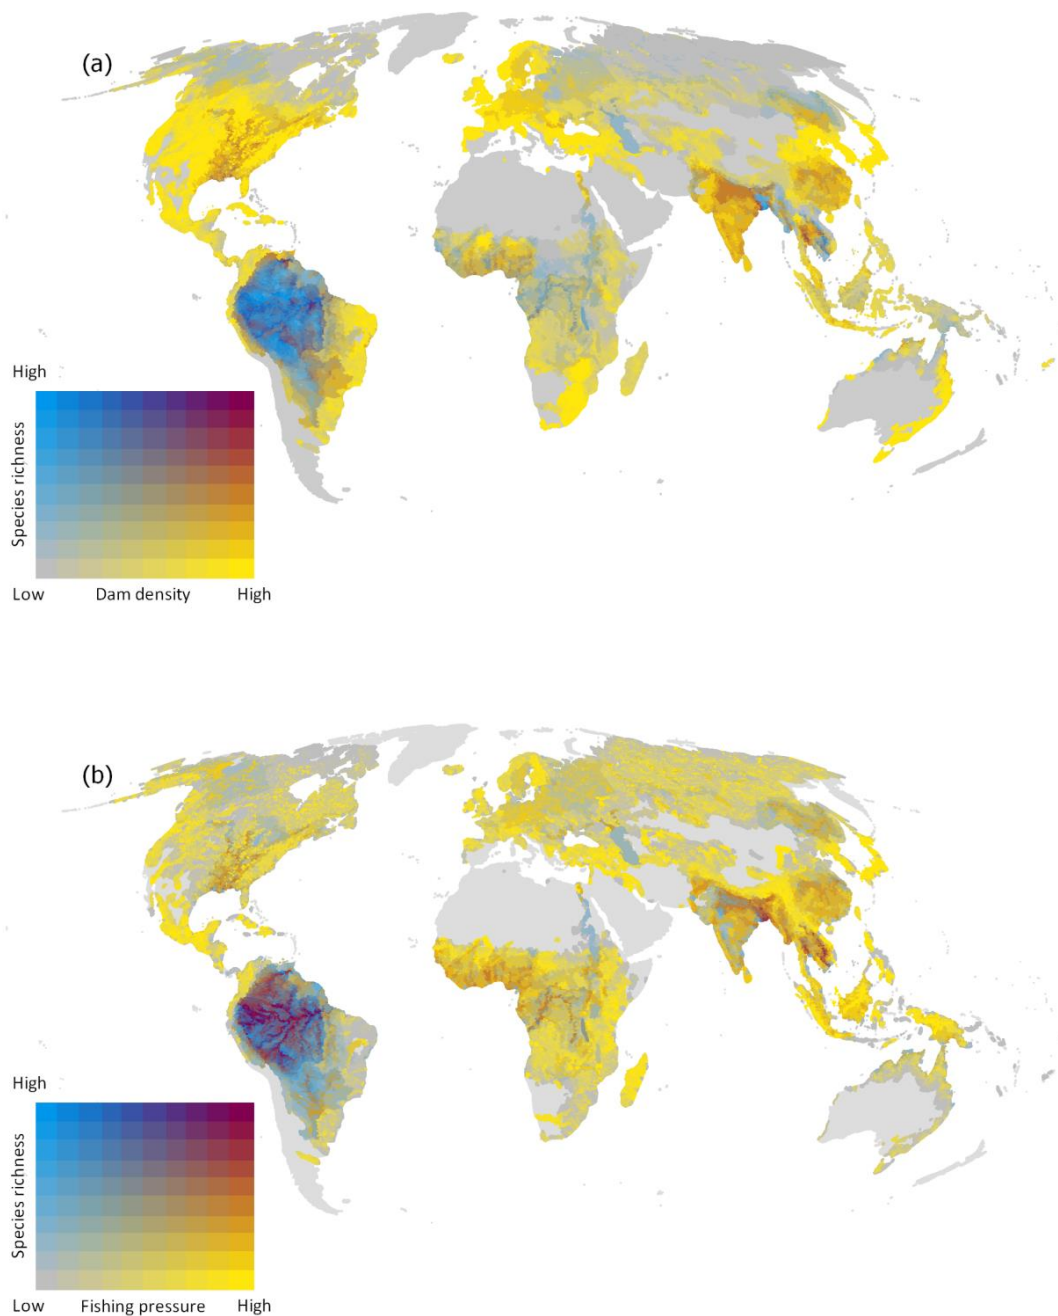 (a)
High
Species richness
Low Dam density High
(b)
High
Species richness
Low Fishing pressure High